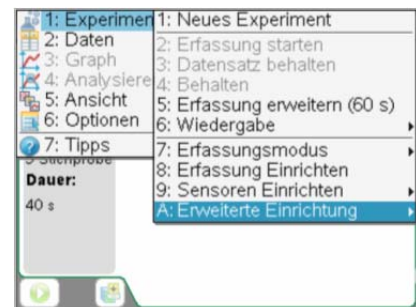 1: Experimen
2: Daten
3: Graph
4: Analysiere
5: Ansicht
6: Optionen
7: Tipps
1: Neues Experiment
2: Erfassung starten
3: Datensatz behalten
4: Behalten
5: Erfassung erweitern (60 s)
6: Wiedergabe
7: Erfassungsmodus
8: Erfassung Einrichten
9: Sensoren Einrichten
A: Erweiterte Einrichtung
Dauer:
40 s